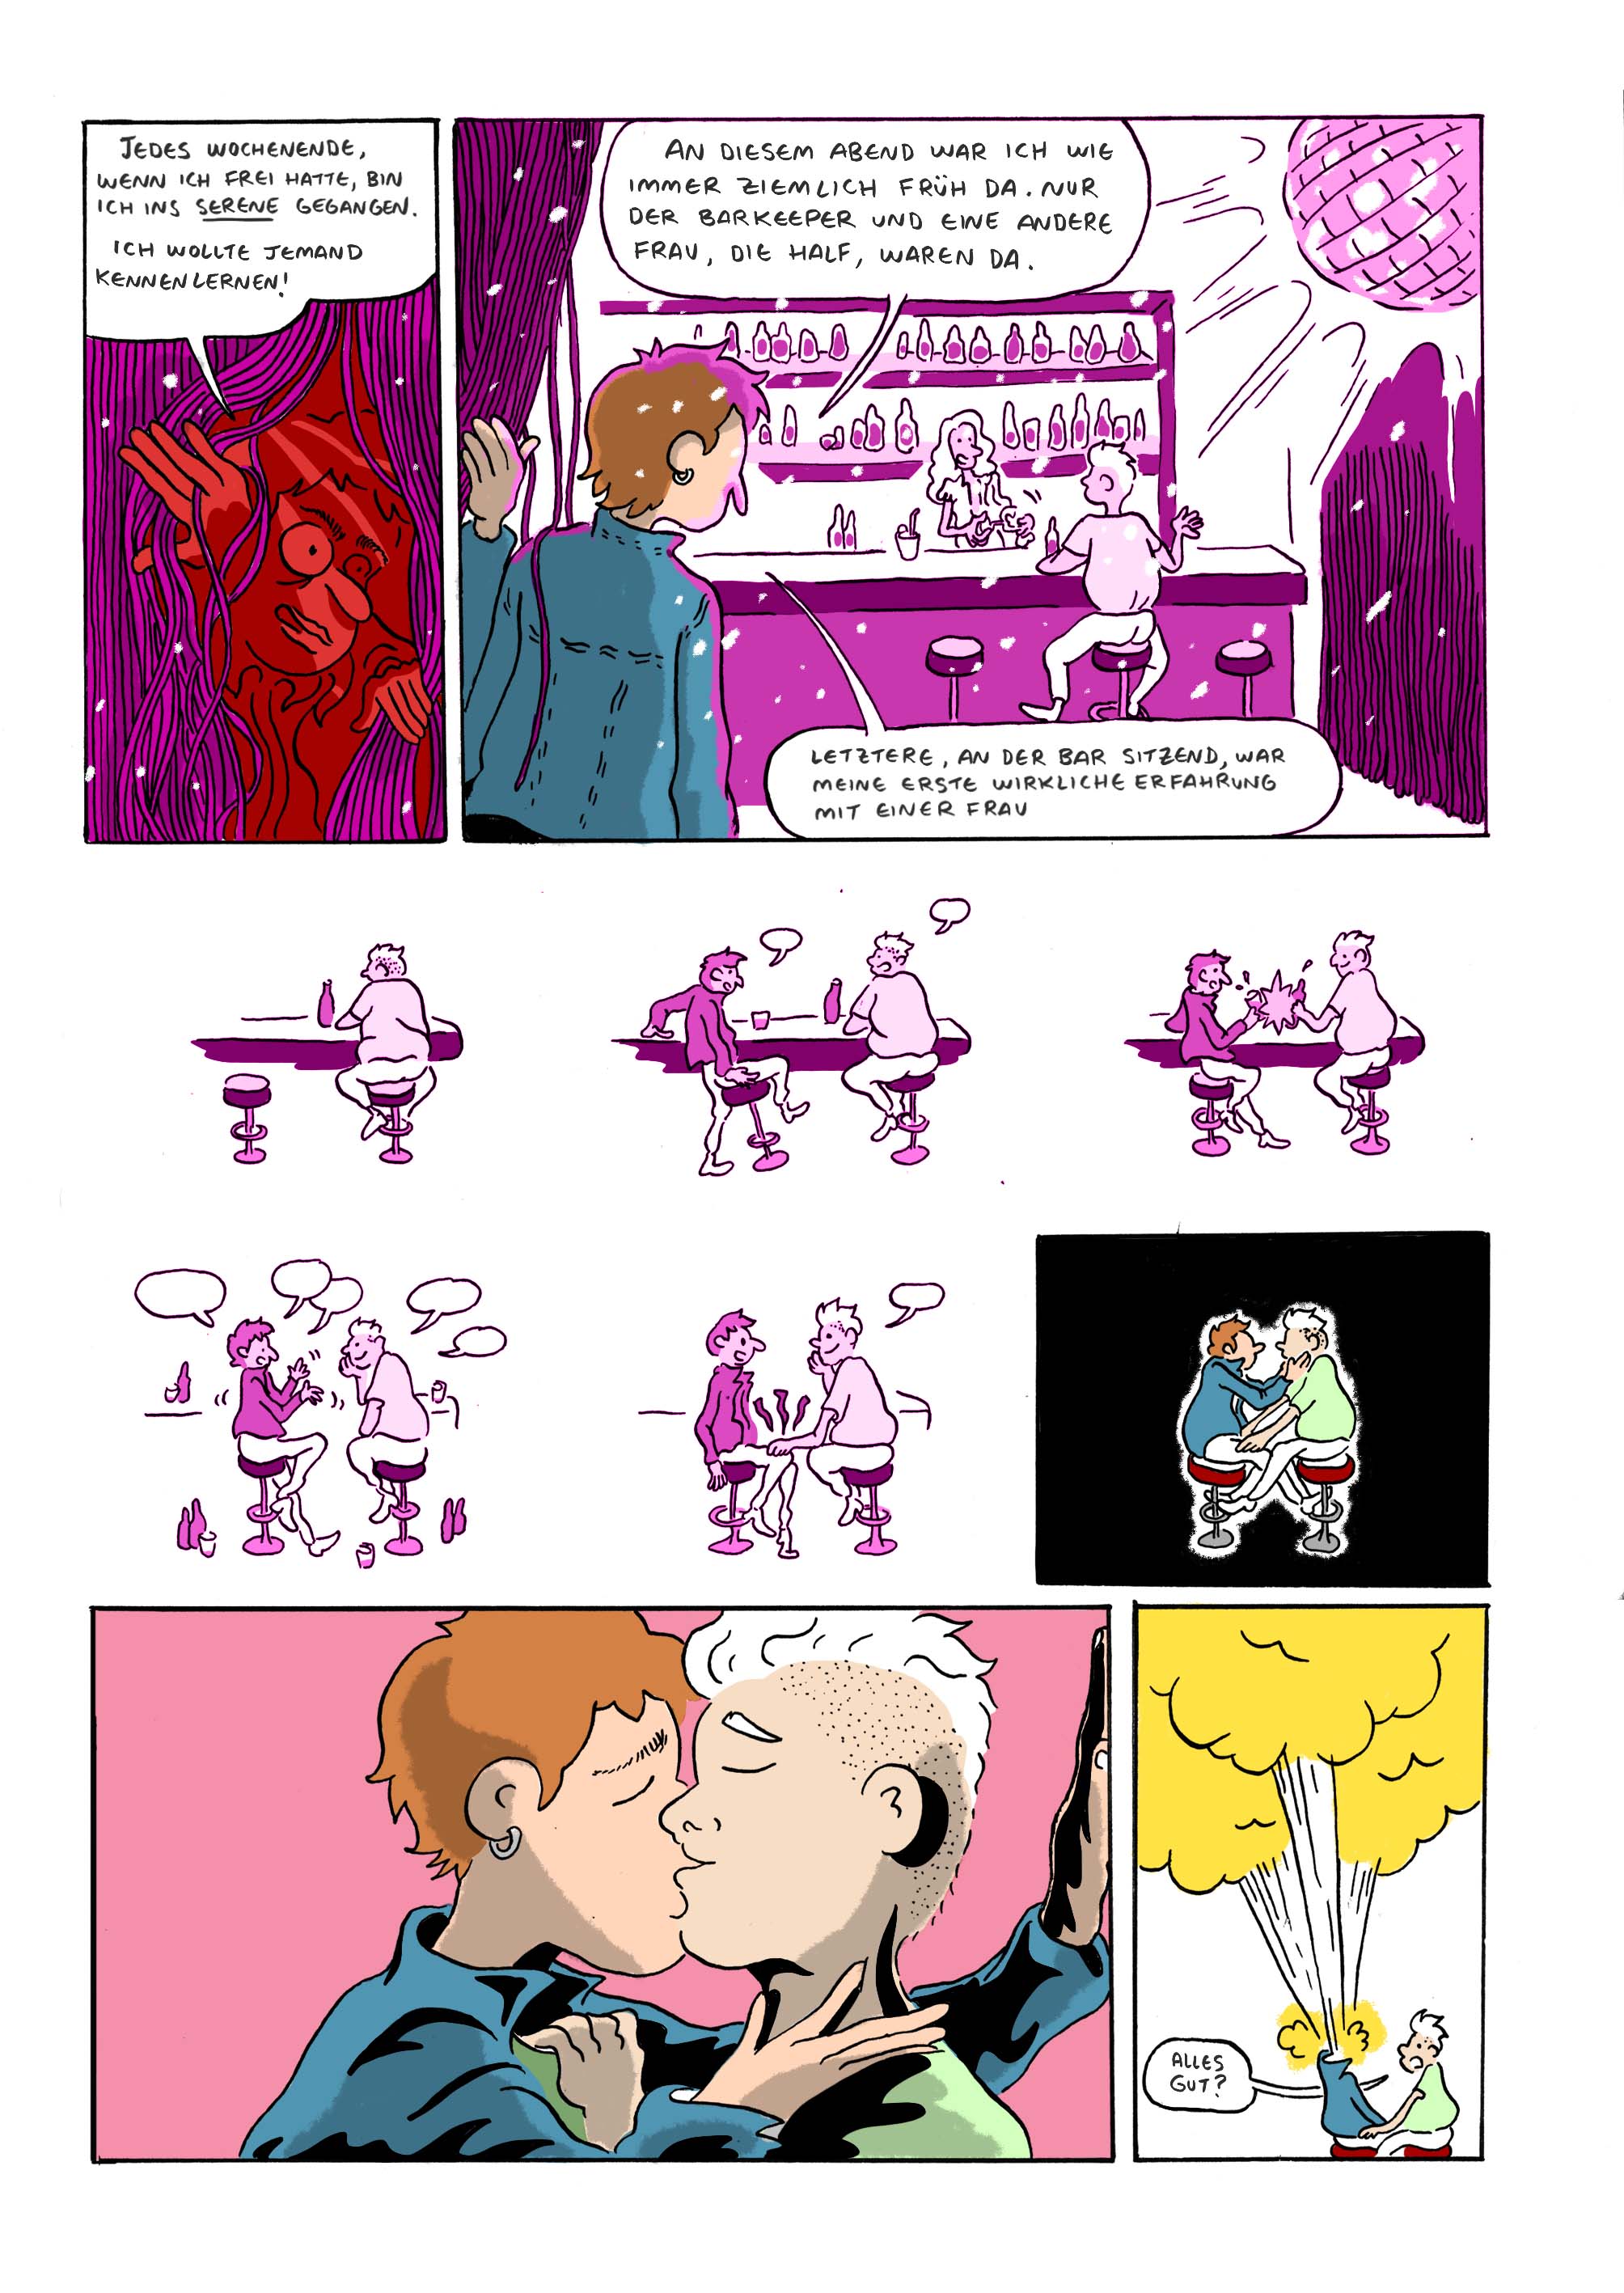 JEDES WOCHENENDE,
WENN ICH FREI HATTE, BIN
ICH INS SERENE GEGANGEN.
ICH WOLLTE JEMAND
KENNENLERNEN!
AN DIESEM ABEND WAR ICH WIE
IMMER ZIEMLICH FRÜH DA. NUR
DER BARKEEPER UND EINE ANDERE
FRAU, DIE HALF, WAREN DA.
LETZTERE, AN DER BAR SITZEND, WAR
MEINE ERSTE WIRKLICHE ERFAHRUNG
MIT EINER FRAU
ALLES
GUT?